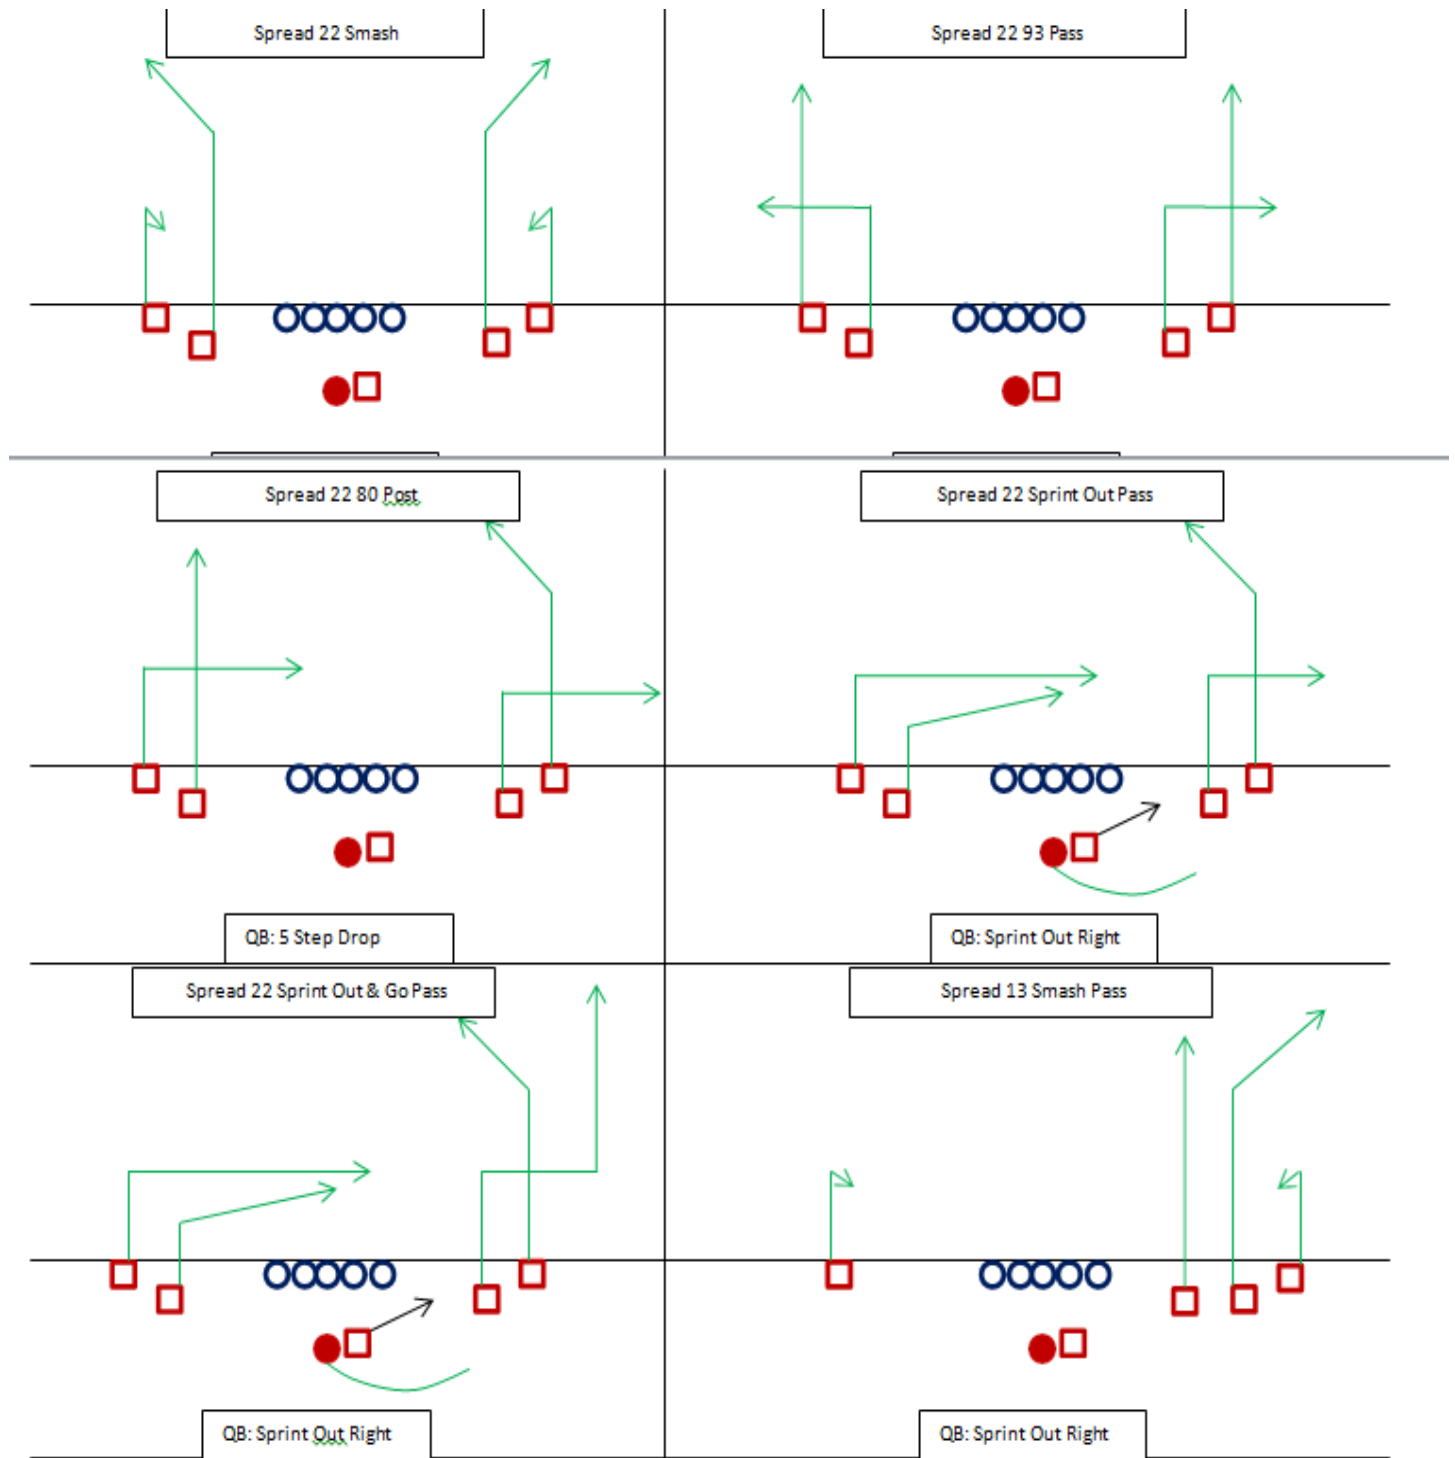 Spread 22 Smash
Spread 22 93 Pass
Spread 22 80 Post
Spread 22 Sprint Out Pass
QB: 5 Step Drop
QB: Sprint Out Right
Spread 22 Sprint Out & Go Pass
Spread 13 Smash Pass
QB: Sprint Out Right
QB: Sprint Out Right